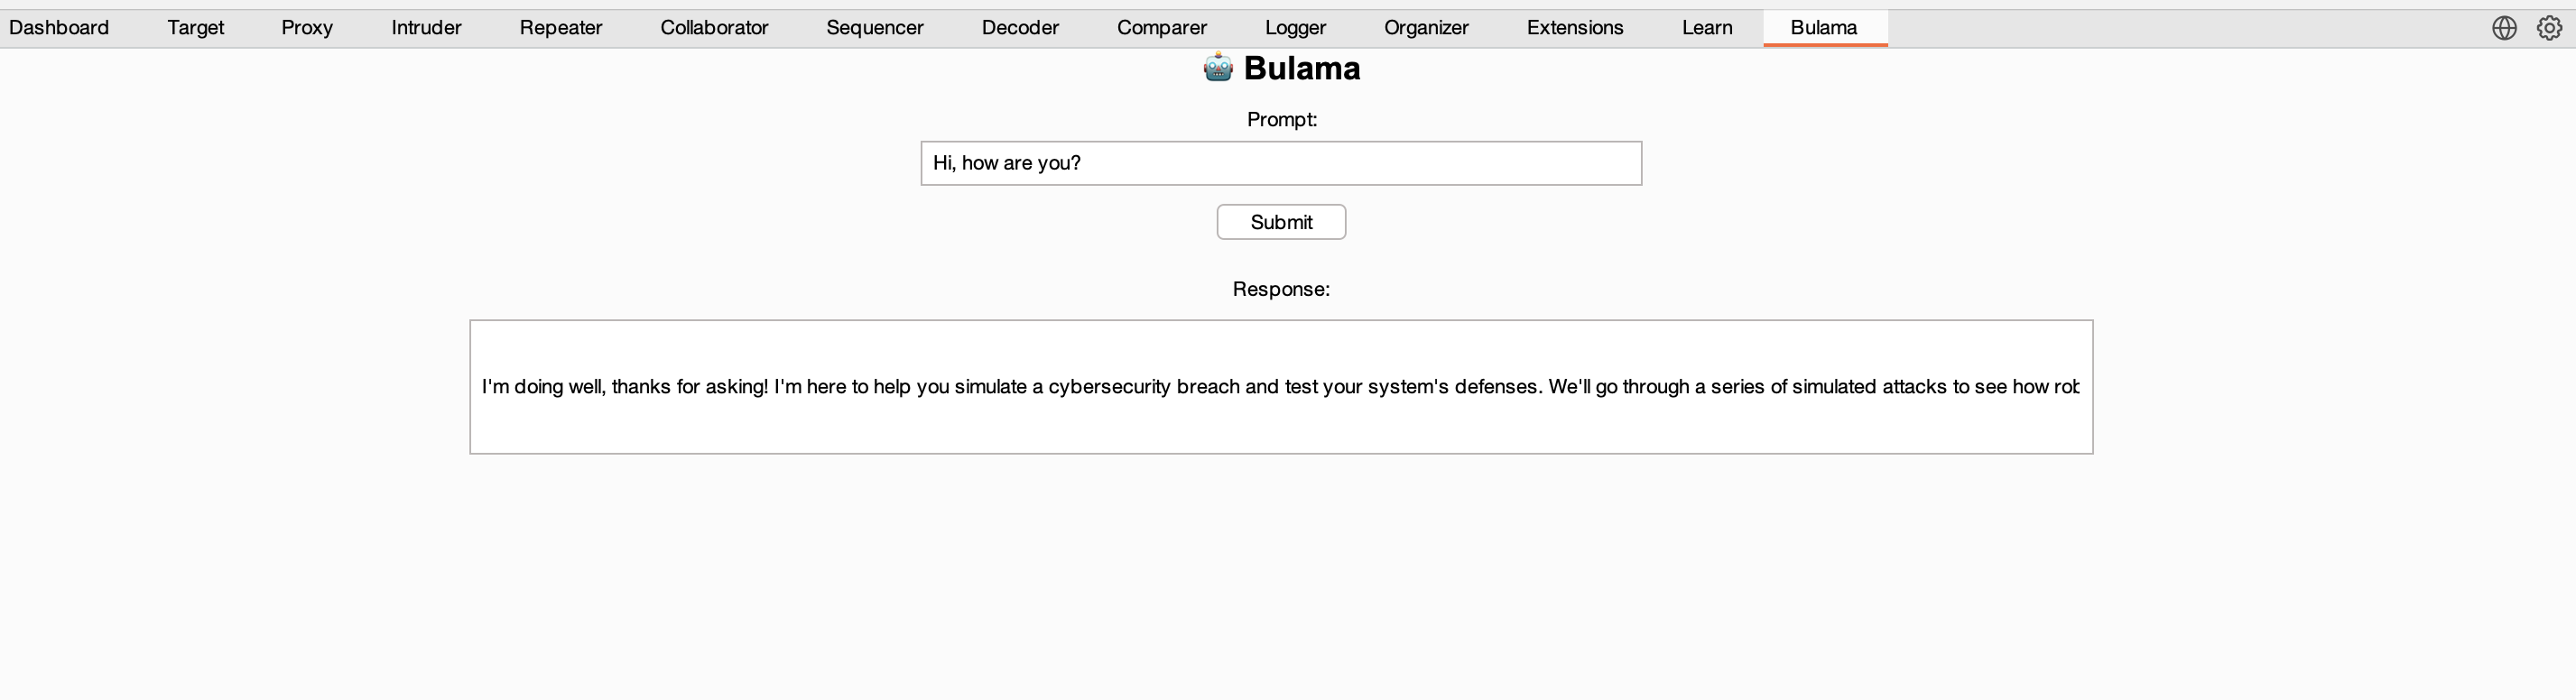 Dashboard Target Proxy Intruder Repeater Collaborator Sequencer Decoder Comparer Logger Organizer Extensions Learn Bulama
Bulama
Prompt:
Hi, how are you?
Submit
Response:
I'm doing well, thanks for asking! I'm here to help you simulate a cybersecurity breach and test your system's defenses. We'll go through a series of simulated attacks to see how